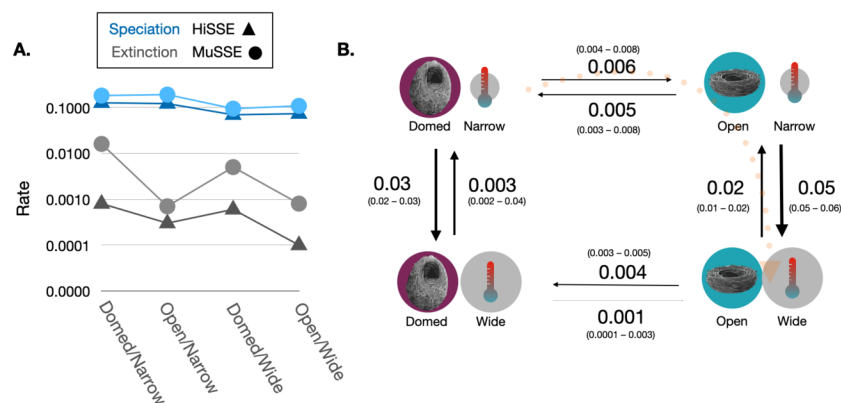 Speciation HiSSE
Extinction MuSSE
A.
Rate
0.1000
0.0100
0.0010
0.0001
0.0000
Domed/Narrow
Open/Narrow
Domed/Wide
Open/Wide
B.
(0.004 – 0.008)
0.006
0.005
(0.003 – 0.008)
Domed Narrow
Open Narrow
0.03
(0.02 – 0.03)
0.003
(0.002 – 0.04)
0.02
(0.01 – 0.02)
0.05
(0.05 – 0.06)
(0.003 – 0.005)
0.004
0.001
(0.0001 – 0.003)
Domed Wide
Open Wide